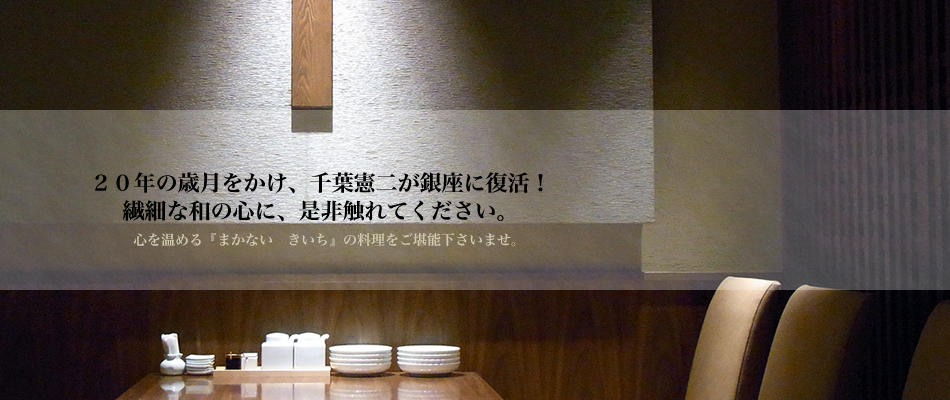 ２０年の歳月をかけ、千葉憲二が銀座に復活！
繊細な和の心に、是非触れてください。
心を温める『まかない　きいち』の料理をご堪能下さいませ。